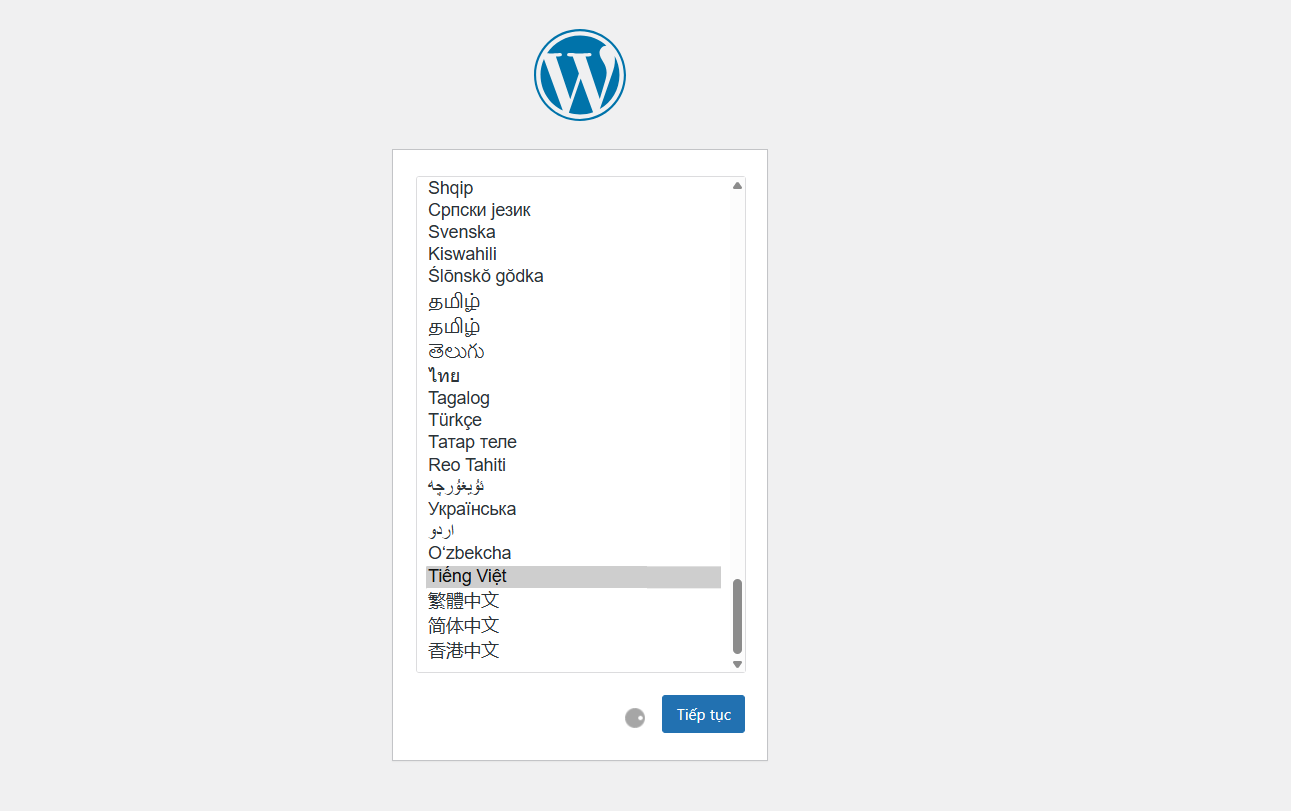 Shqip
Српски језик
Svenska
Kiswahili
Ślōnskŏ gŏdka
தமிழ்
தமிழ்
తెలుగు
ไทย
Tagalog
Türkçe
Татар теле
Reo Tahiti
ئۇيغۇرچە
Українська
اردو
O‘zbekcha
Tiếng Việt
繁體中文
简体中文
香港中文
Tiếp tục